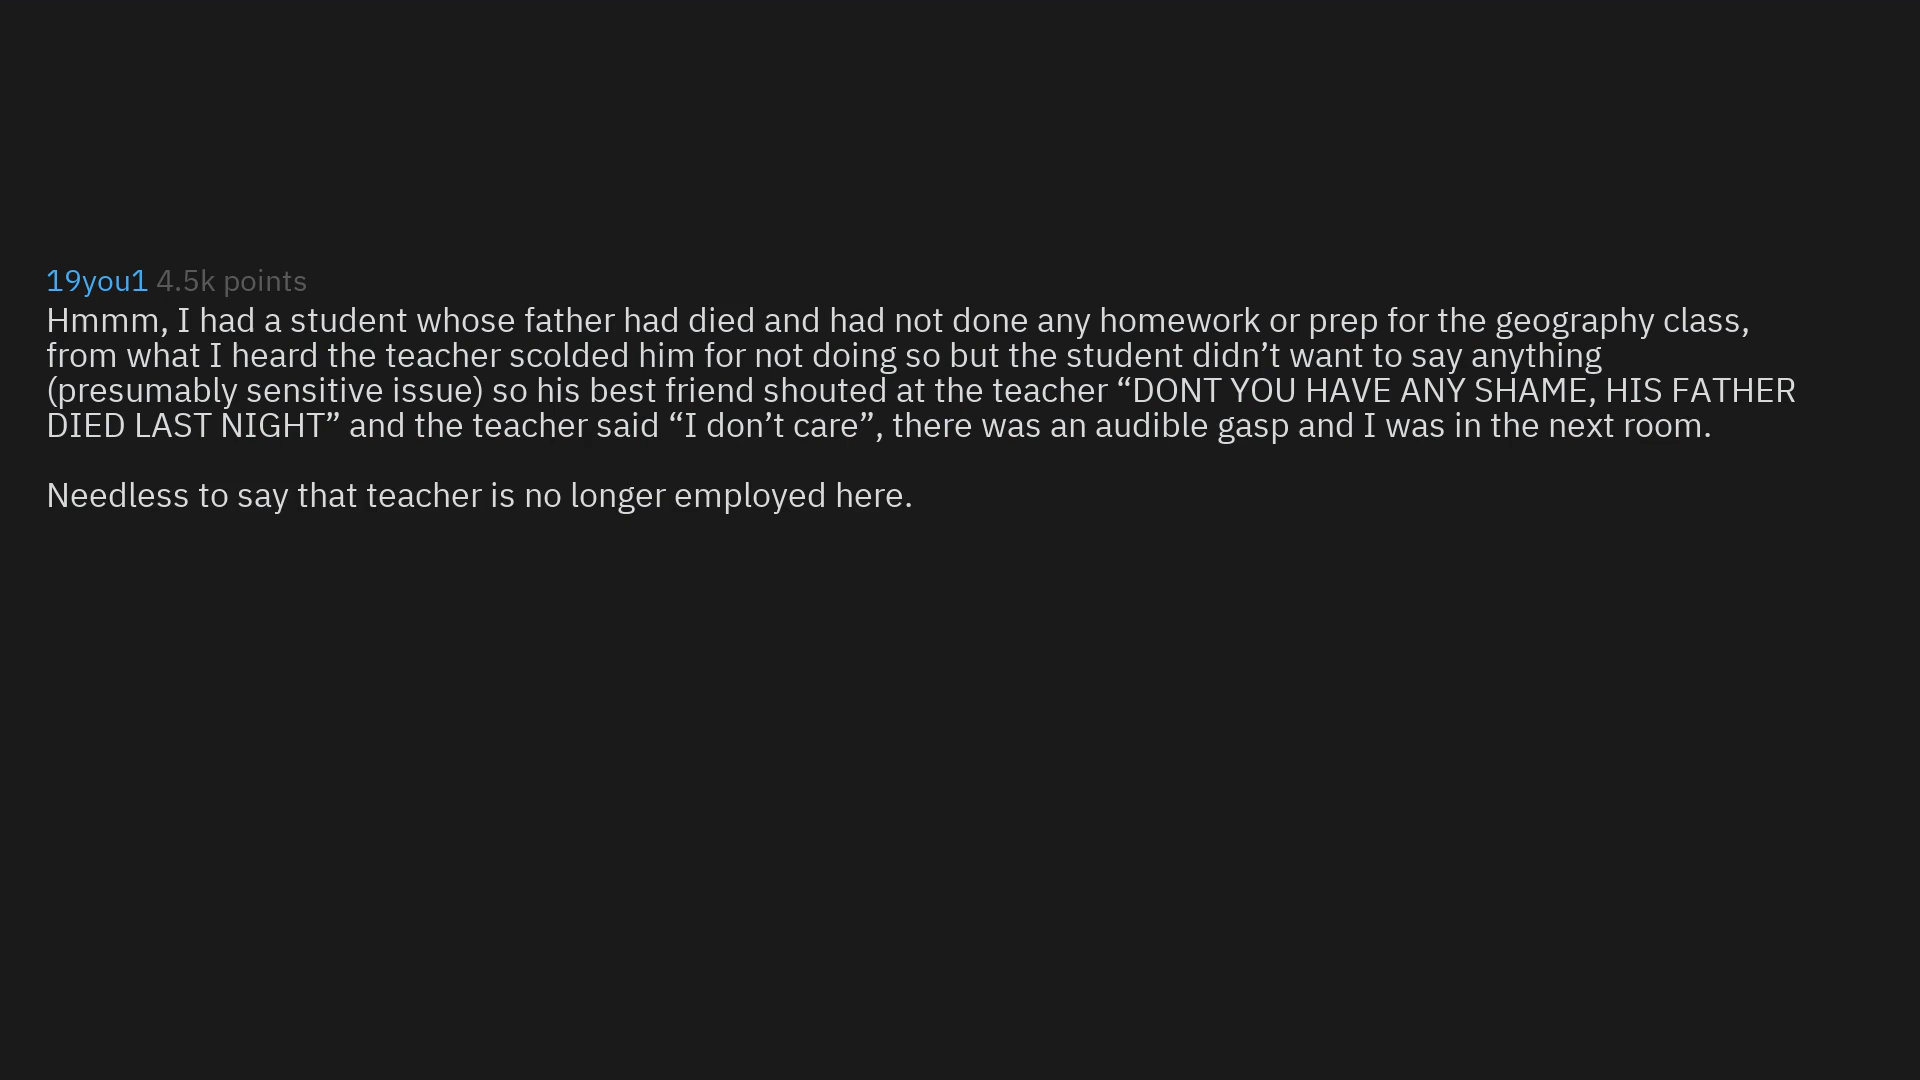 19you1 4.5k points
Hmmm, I had a student whose father had died and had not done any homework or prep for the geography class,
from what I heard the teacher scolded him for not doing so but the student didn’t want to say anything
(presumably sensitive issue) so his best friend shouted at the teacher “DONT YOU HAVE ANY SHAME, HIS FATHER
DIED LAST NIGHT” and the teacher said “I don’t care”, there was an audible gasp and I was in the next room.
Needless to say that teacher is no longer employed here.